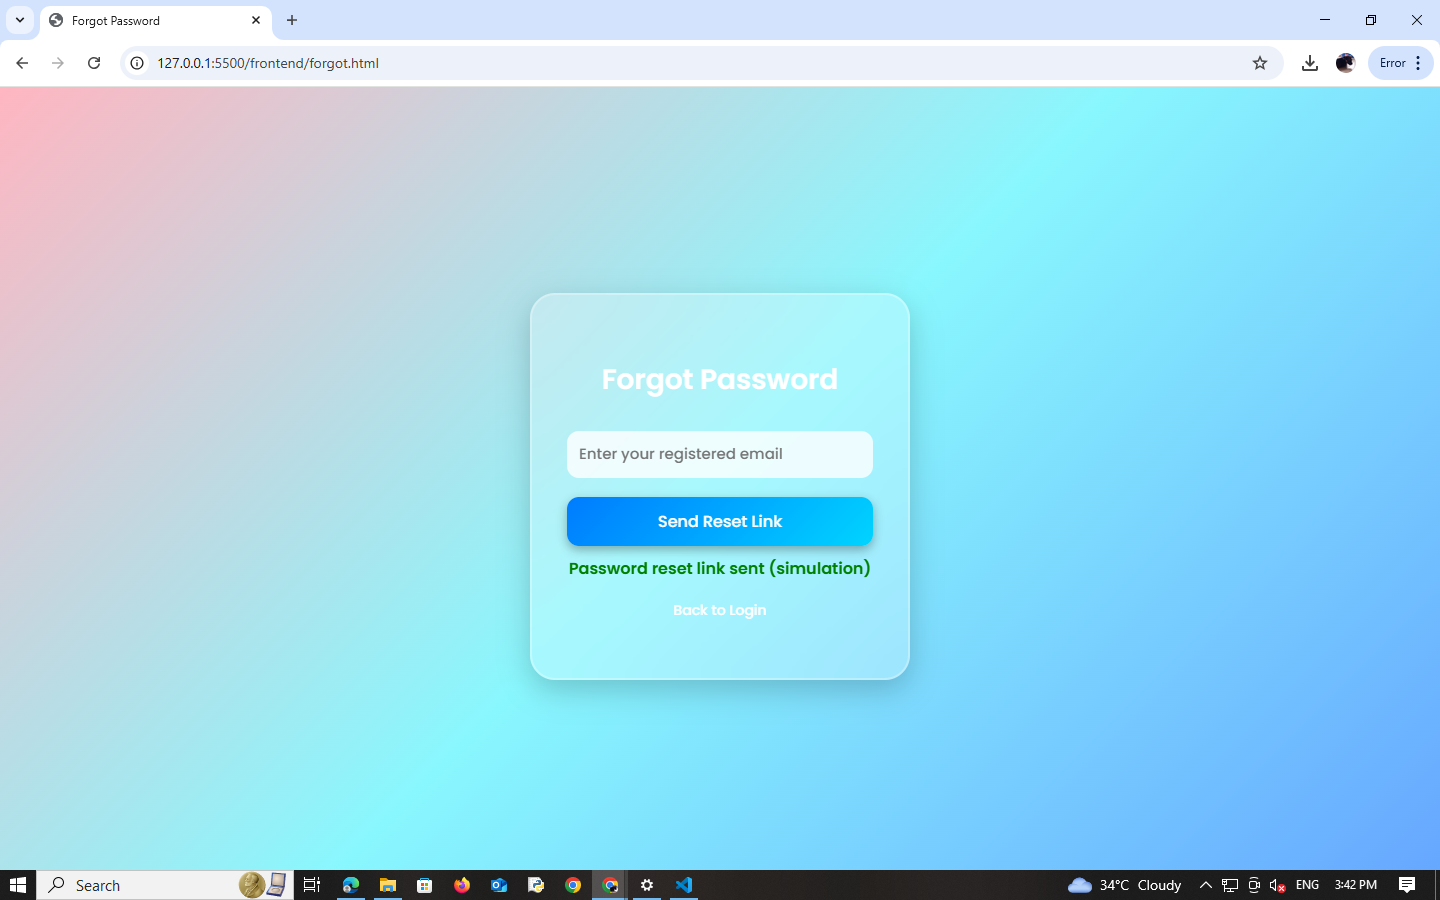 Forgot Password
127.0.0.1:5500/frontend/forgot.html
Error
Forgot Password
Enter your registered email
Send Reset Link
Password reset link sent (simulation)
Back to Login
Search
34°C Cloudy
ENG
3:42 PM